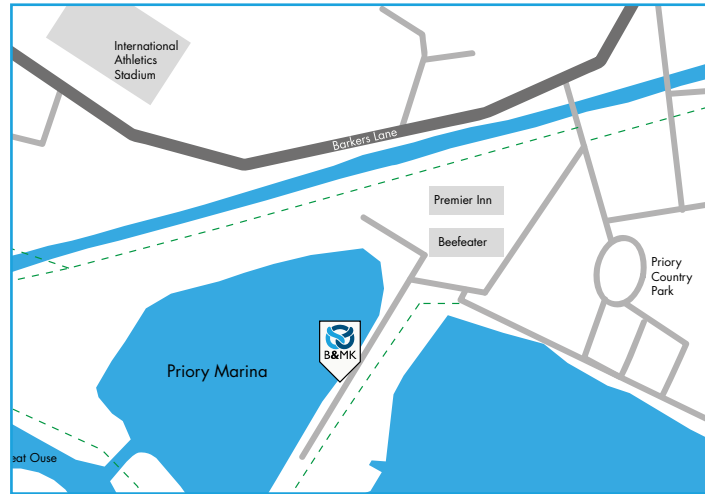 International
Athletics
Stadium
Barkers Lane
Premier Inn
Beefeater
Priory
Country
Park
B&MK
Priory Marina
eat Ouse